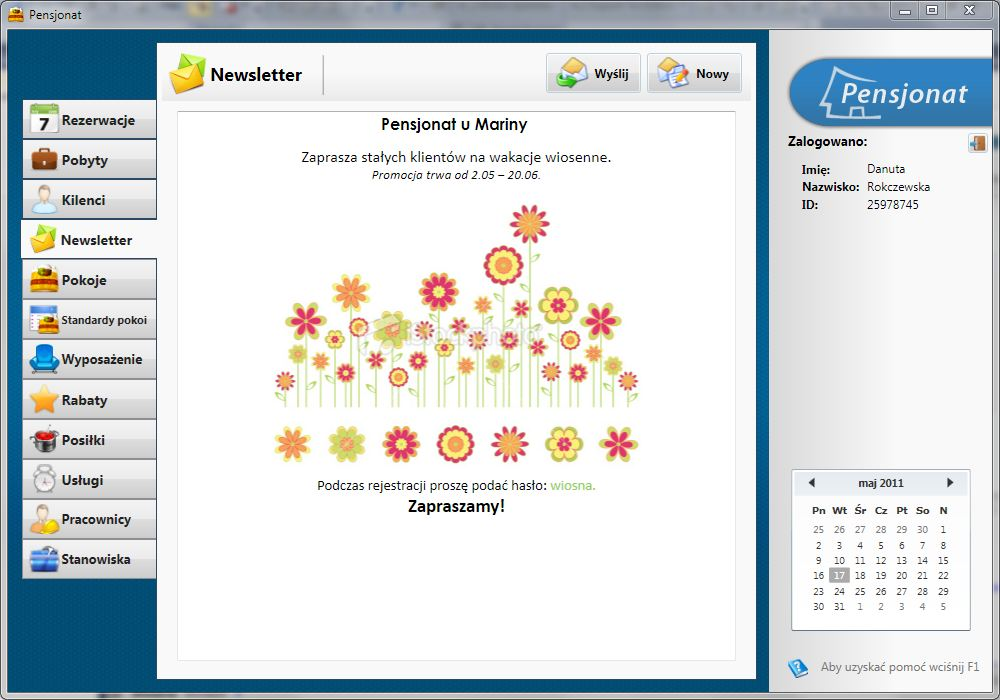 Pensjonat
Newsletter
Wyślij
Nowy
7
Rezerwacje
Pobyty
Kilenci
Newsletter
Pokoje
Standardy pokoi
Wyposażenie
Rabaty
Posiłki
Usługi
Pracownicy
Stanowiska
Pensjonat u Mariny
Zaprasza stałych klientów na wakacje wiosenne.
Promocja trwa od 2.05 – 20.06.
Podczas rejestracji proszę podać hasło: wiosna.
Zapraszamy!
Pensjonat
Zalogowano:
Imię: Danuta
Nazwisko: Rokczewska
ID: 25978745
maj 2011
Pn Wt Śr Cz Pt So N
25 26 27 28 29 30 1
2 3 4 5 6 7 8
9 10 11 12 13 14 15
16 17 18 19 20 21 22
23 24 25 26 27 28 29
30 31 1 2 3 4 5
Aby uzyskać pomoc wciśnij F1